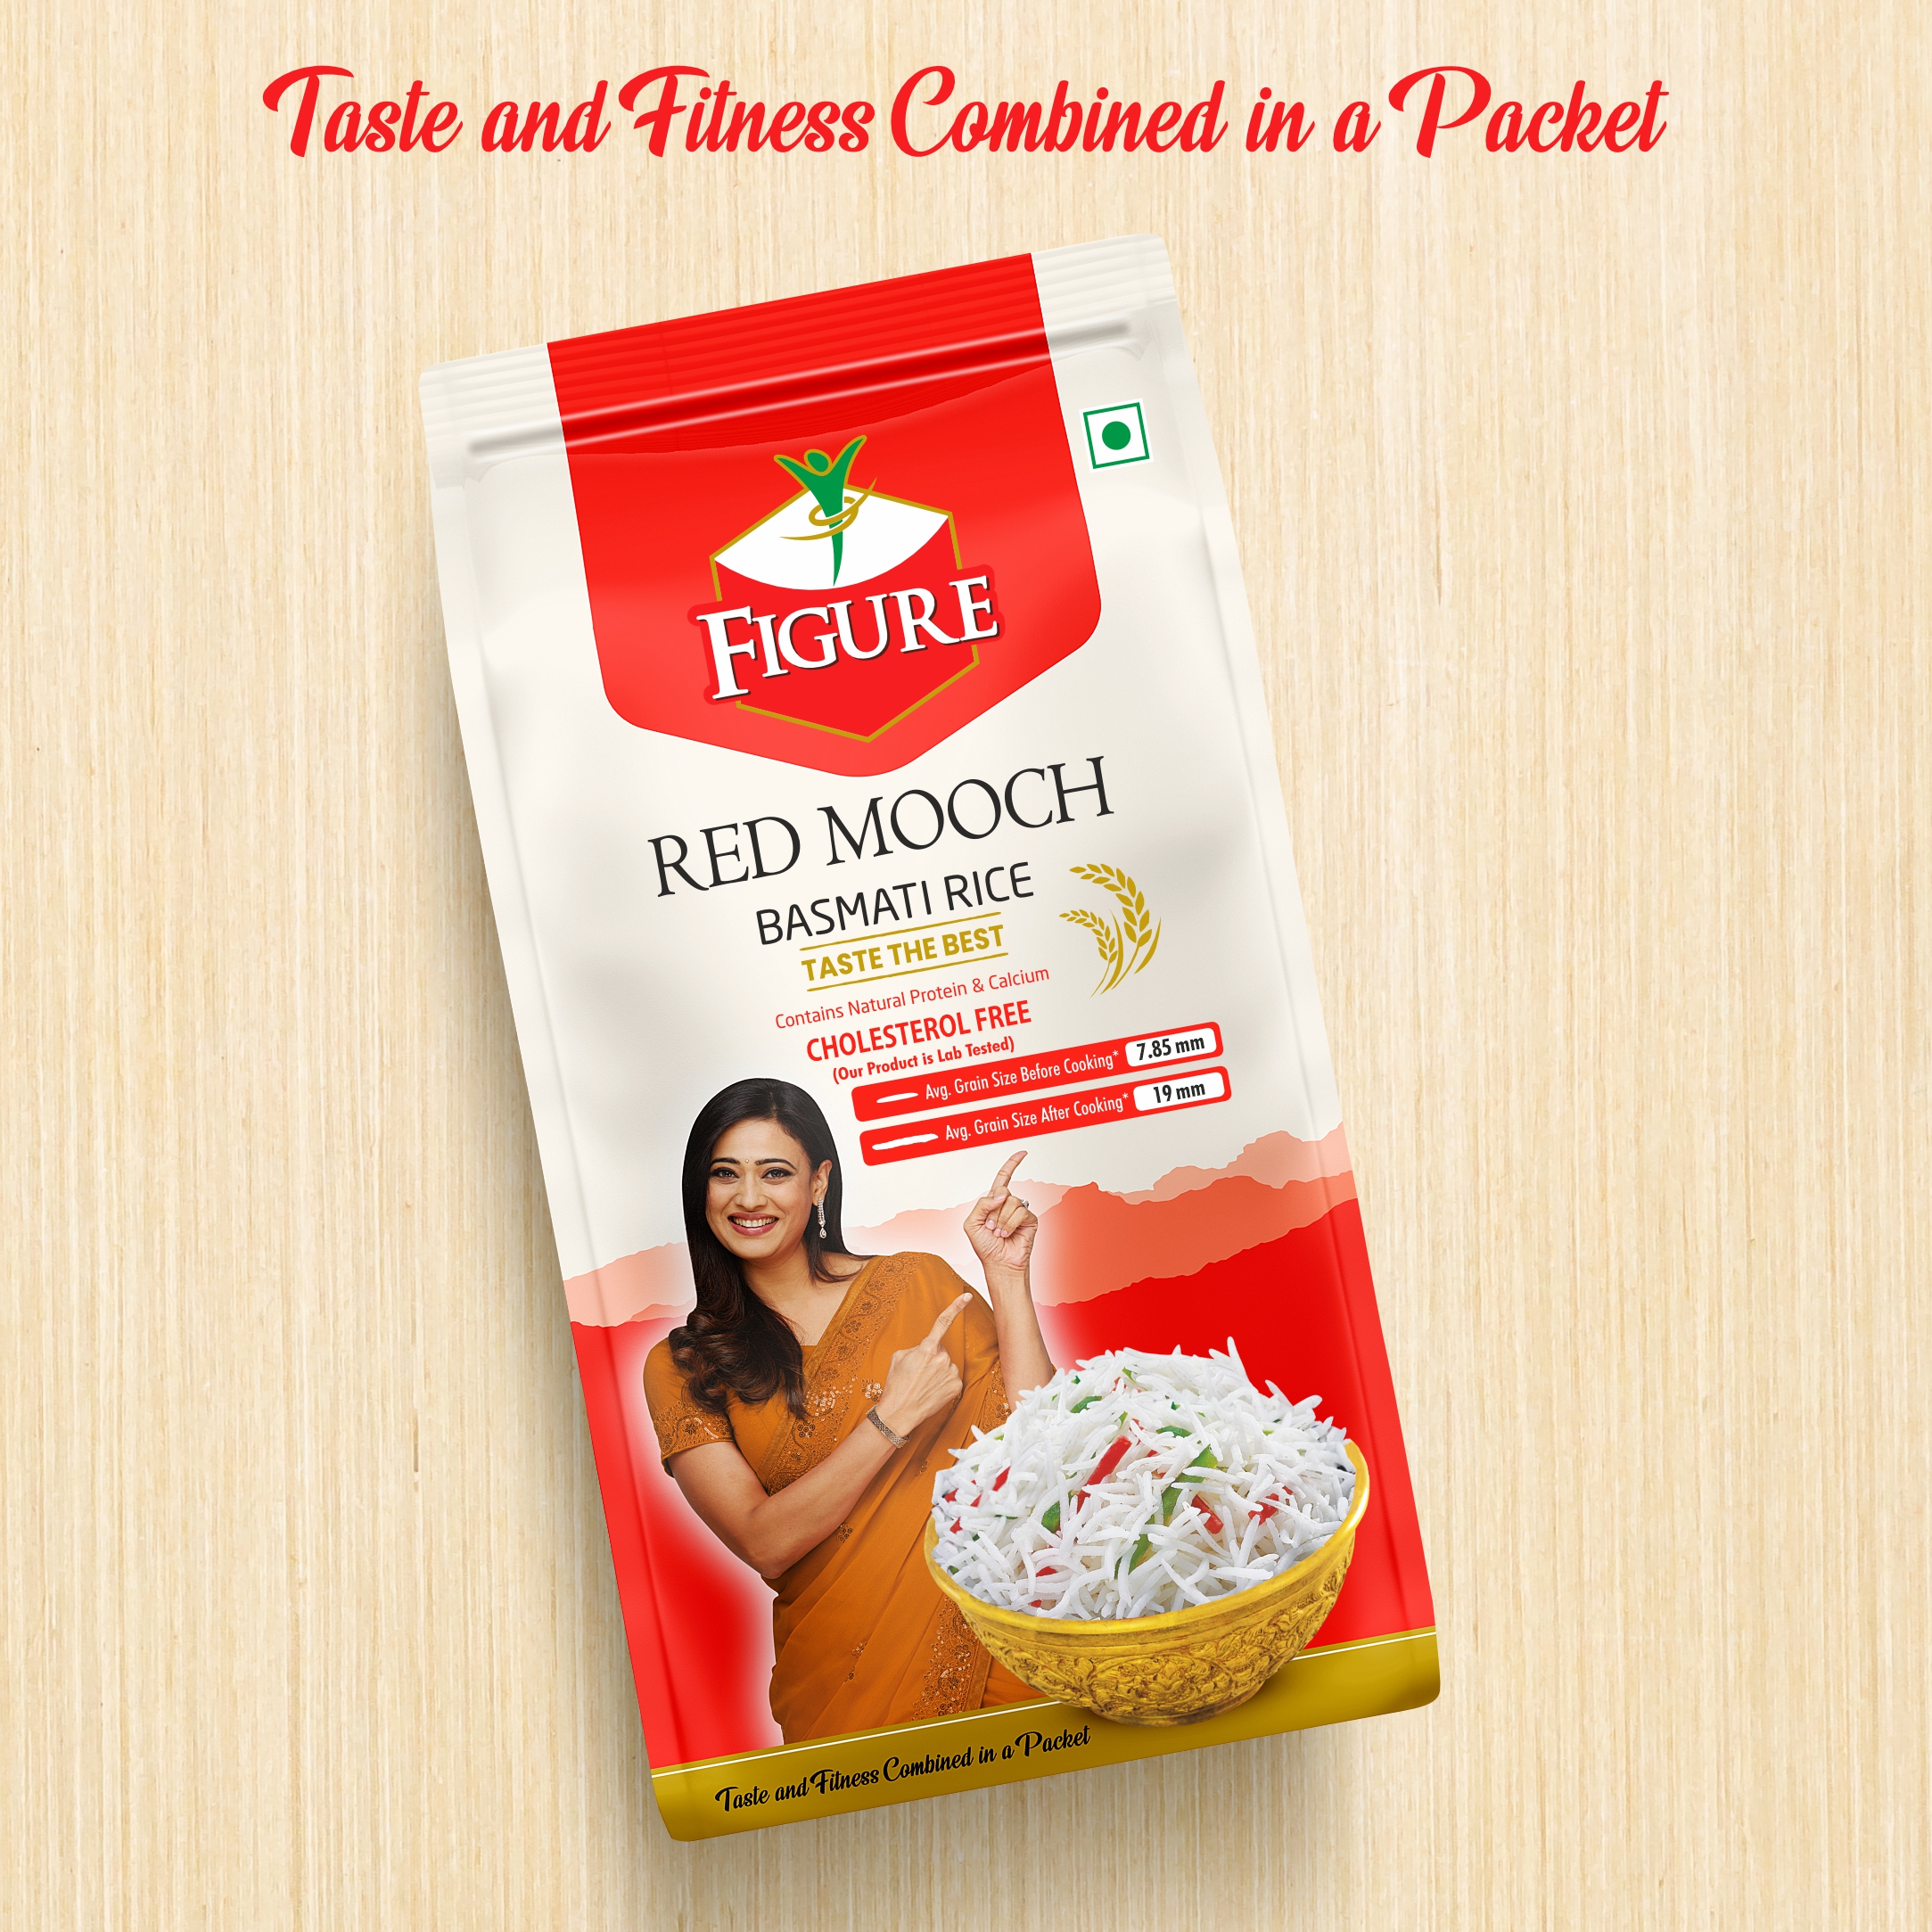 Taste and Fitness Combined in a Packet
FIGURE
RED MOOCH
BASMATI RICE
TASTE THE BEST
Contains Natural Protein & Calcium
CHOLESTEROL FREE
(Our Product is Lab Tested)
Avg. Grain Size Before Cooking* 7.85 mm
Avg. Grain Size After Cooking* 19 mm
Taste and Fitness Combined in a Packet